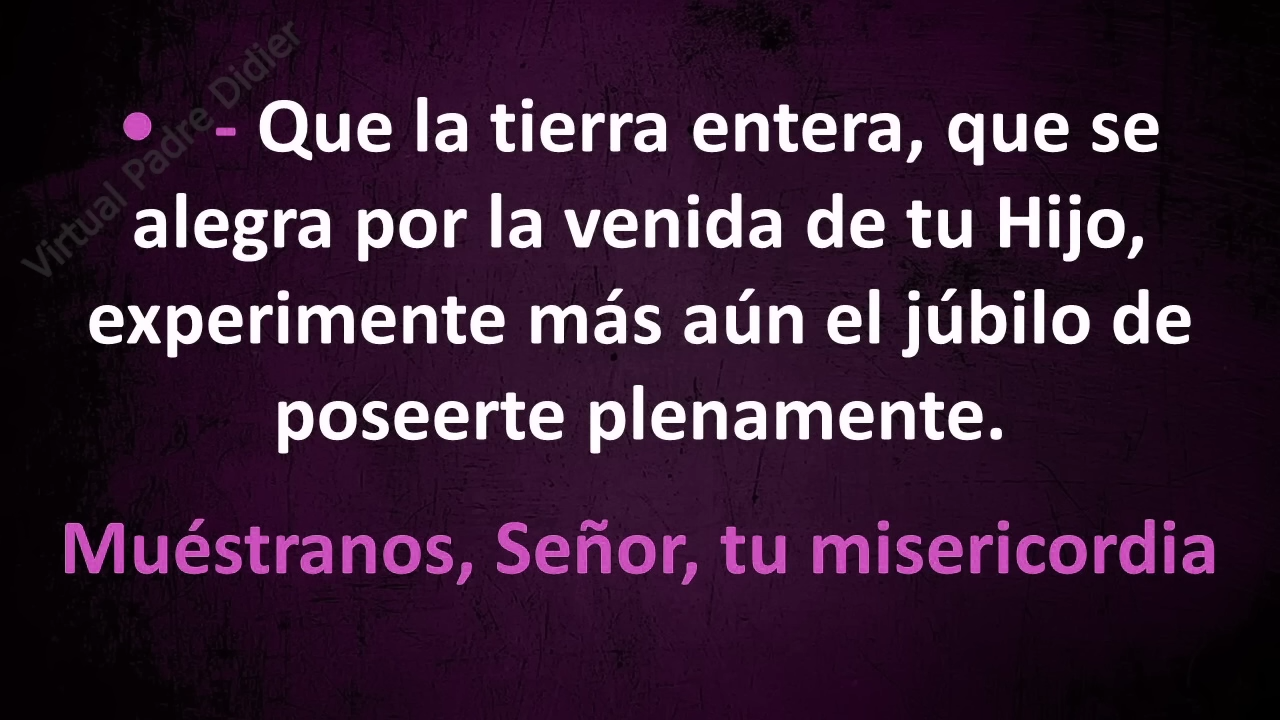 Virtual Padre Didier
• - Que la tierra entera, que se
alegra por la venida de tu Hijo,
experimente más aún el júbilo de
poseerte plenamente.
Muéstranos, Señor, tu misericordia